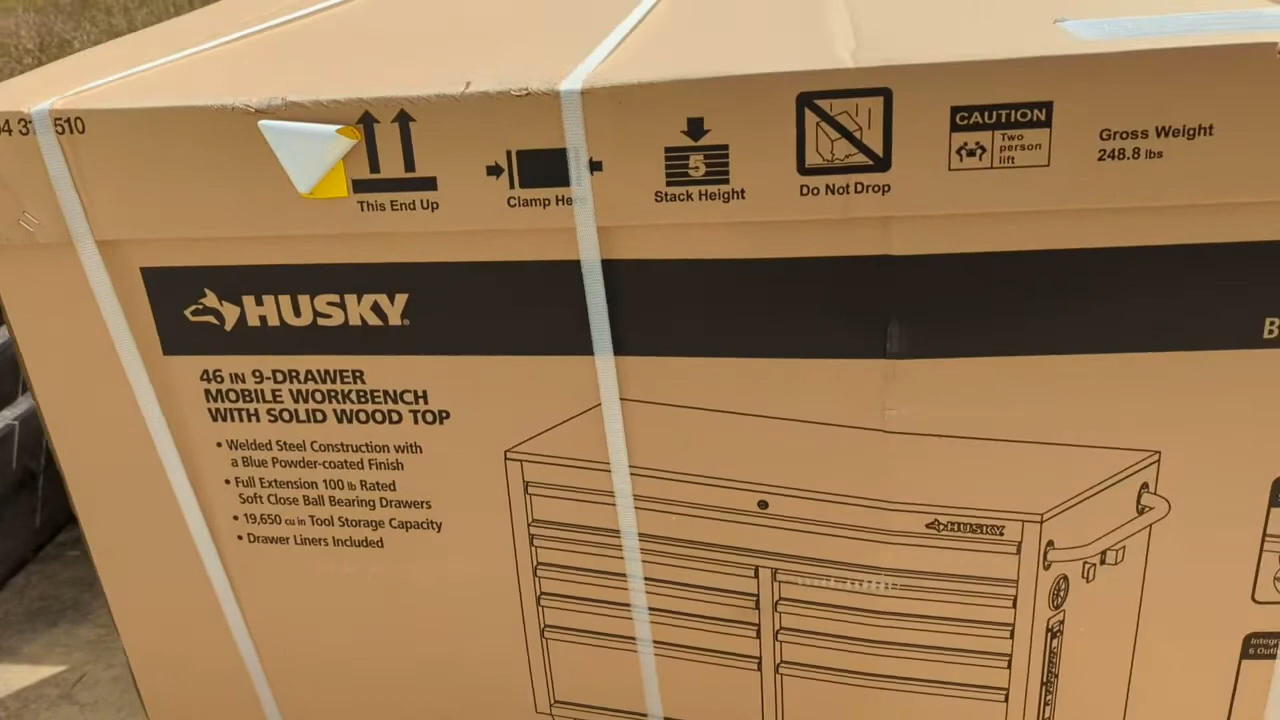 510
This End Up
Clamp
5
Stack Height
Do Not Drop
CAUTION
Two
person
lift
Gross Weight
248.8 lbs
HUSKY
46 IN 9-DRAWER
MOBILE WORKBENCH
WITH SOLID WOOD TOP
• Welded Steel Construction with
a Blue Powder-coated Finish
• Full Extension 100 lb Rated
Soft Close Ball Bearing Drawers
• 19,650 cu in Tool Storage Capacity
• Drawer Liners Included
HUSKY
B
6